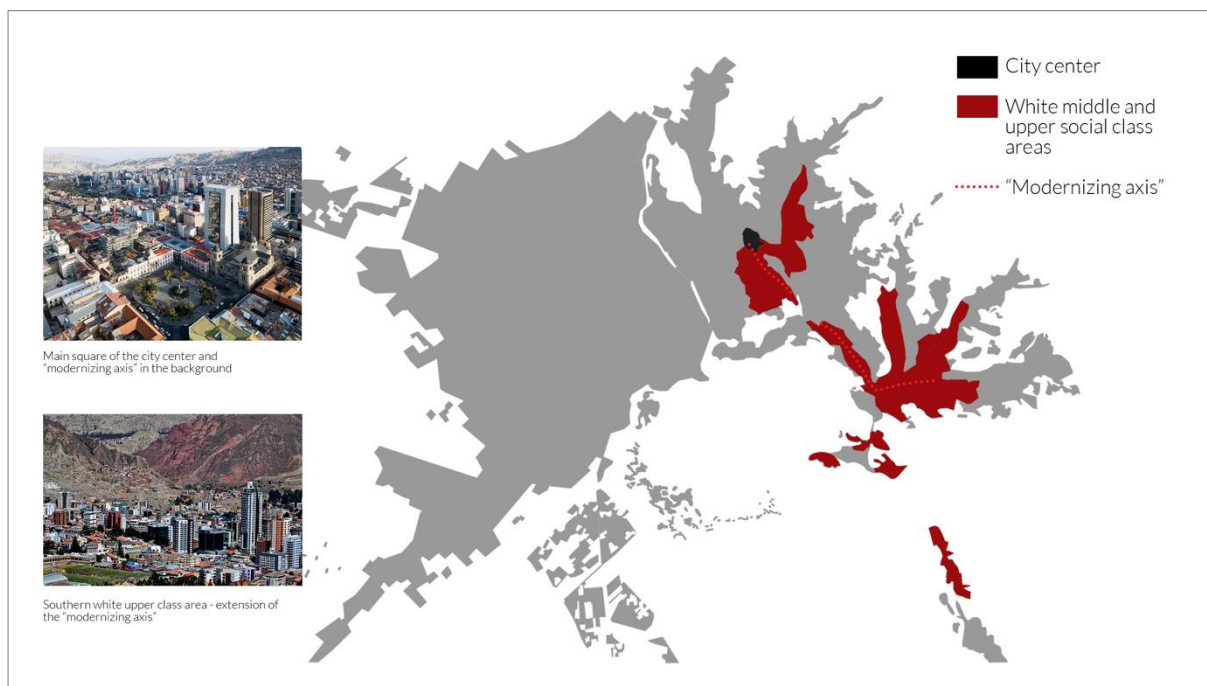 City center
White middle and
upper social class
areas
“Modernizing axis”
Main square of the city center and
“modernizing axis” in the background
Southern white upper class area - extension of
the “modernizing axis”